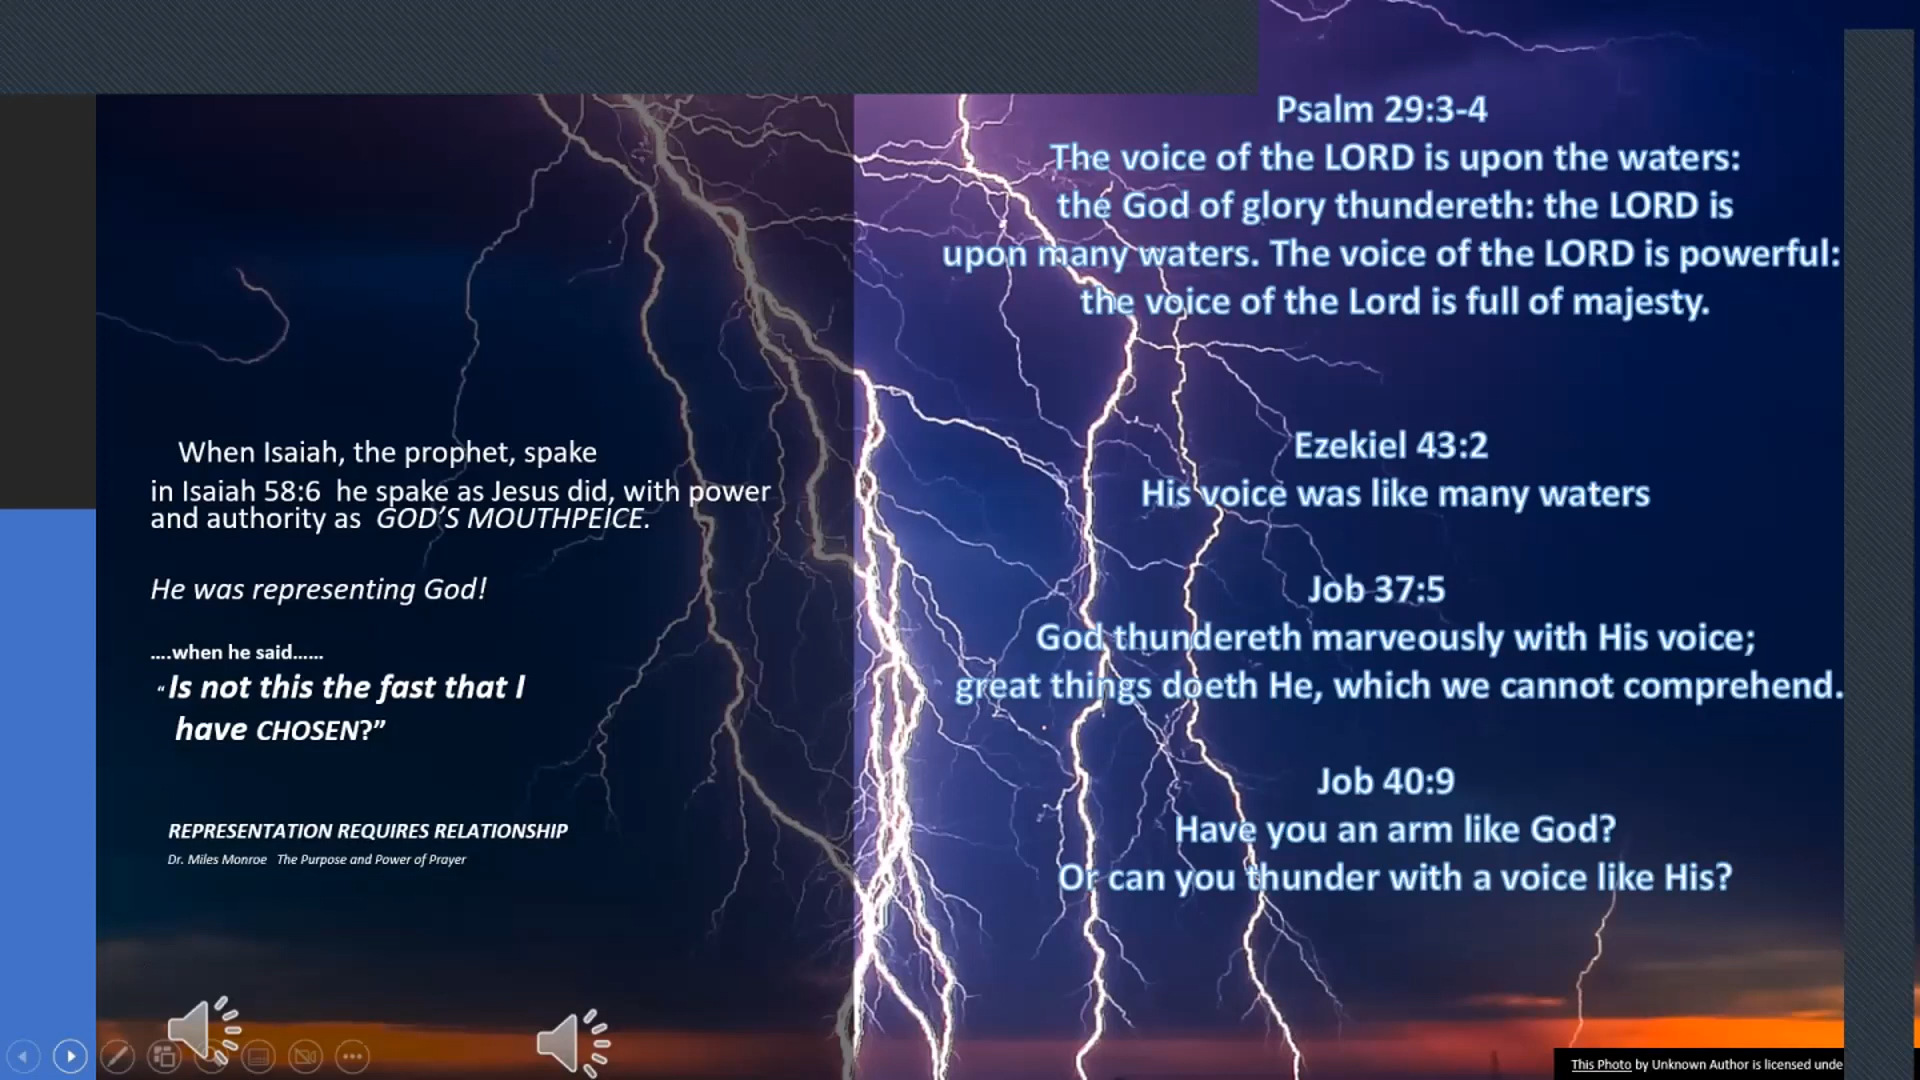 When Isaiah, the prophet, spake
in Isaiah 58:6 he spake as Jesus did, with power
and authority as GOD'S MOUTHPEICE.
He was representing God!
....when he said......
“Is not this the fast that I
have CHOSEN?”
REPRESENTATION REQUIRES RELATIONSHIP
Dr. Miles Monroe The Purpose and Power of Prayer
Psalm 29:3-4
The voice of the LORD is upon the waters:
the God of glory thundereth: the LORD is
upon many waters. The voice of the LORD is powerful:
the voice of the Lord is full of majesty.
Ezekiel 43:2
His voice was like many waters
Job 37:5
God thundereth marveously with His voice;
great things doeth He, which we cannot comprehend.
Job 40:9
Have you an arm like God?
Or can you thunder with a voice like His?
This Photo by Unknown Author is licensed unde